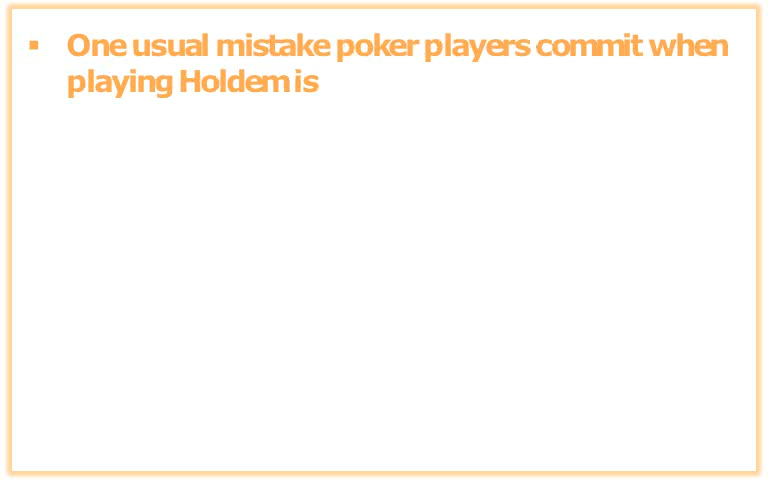 ▪ One usual mistake poker players commit when
playing Holdem is